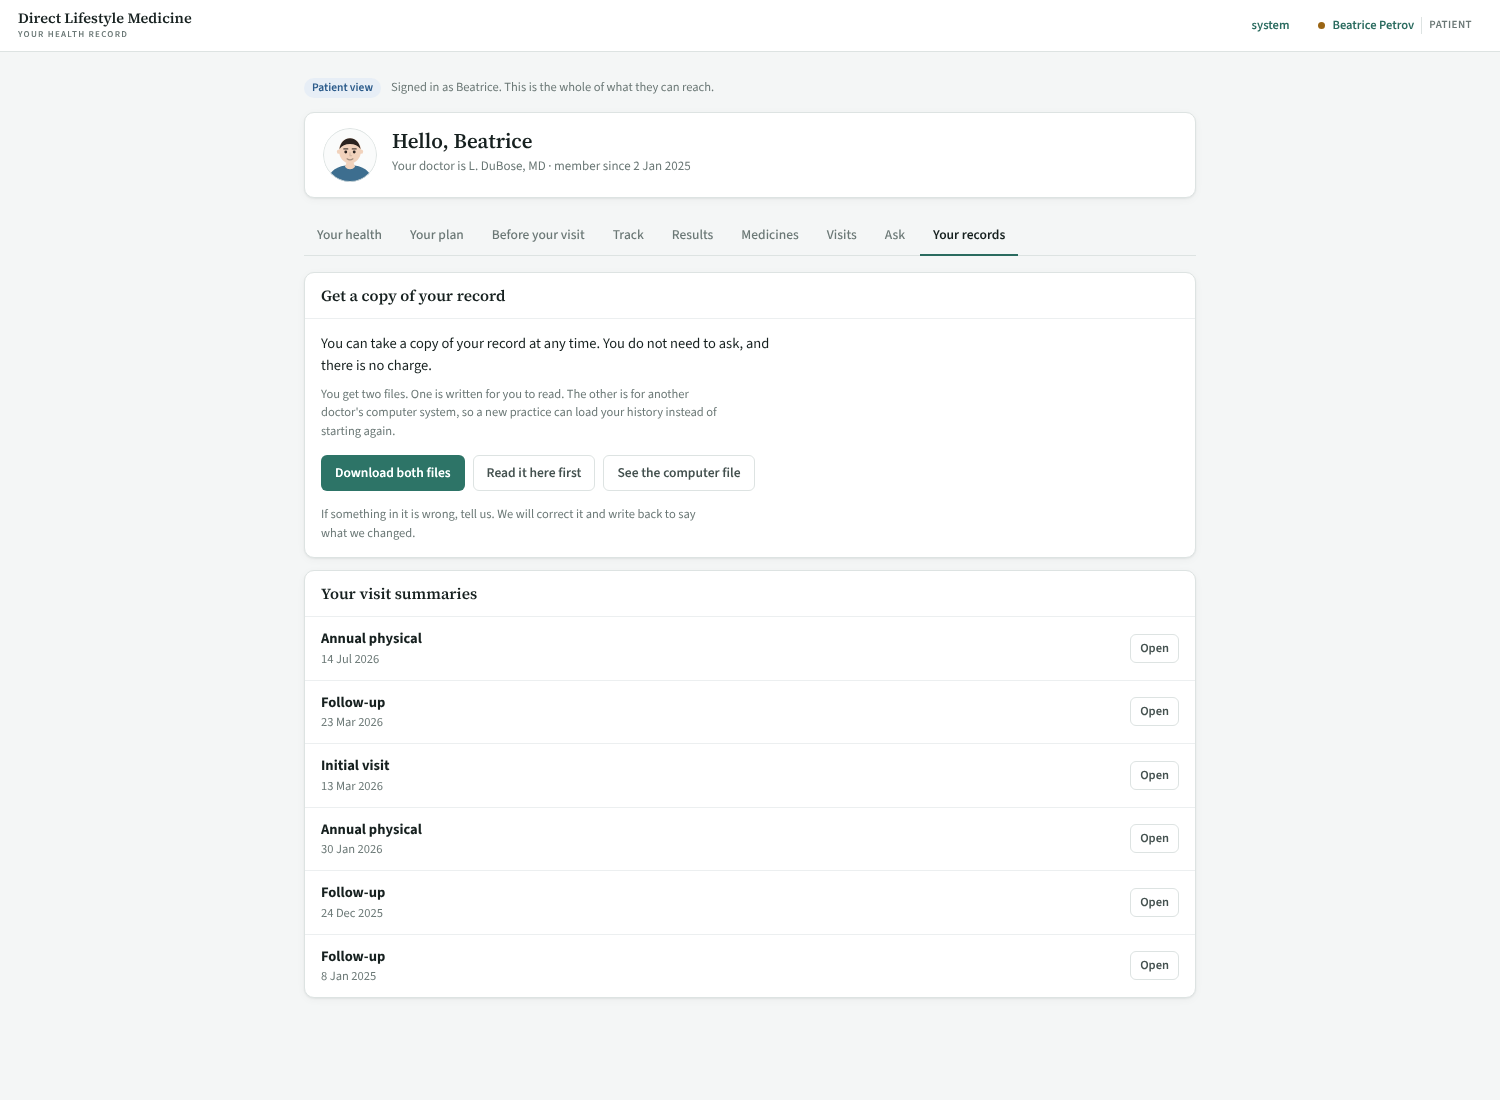 Direct Lifestyle Medicine
YOUR HEALTH RECORD
system
Beatrice Petrov
PATIENT
Patient view
Signed in as Beatrice. This is the whole of what they can reach.
Hello, Beatrice
Your doctor is L. DuBose, MD · member since 2 Jan 2025
Your health
Your plan
Before your visit
Track
Results
Medicines
Visits
Ask
Your records
Get a copy of your record
You can take a copy of your record at any time. You do not need to ask, and
there is no charge.
You get two files. One is written for you to read. The other is for another
doctor's computer system, so a new practice can load your history instead of
starting again.
Download both files
Read it here first
See the computer file
If something in it is wrong, tell us. We will correct it and write back to say
what we changed.
Your visit summaries
Annual physical
14 Jul 2026
Open
Follow-up
23 Mar 2026
Open
Initial visit
13 Mar 2026
Open
Annual physical
30 Jan 2026
Open
Follow-up
24 Dec 2025
Open
Follow-up
8 Jan 2025
Open